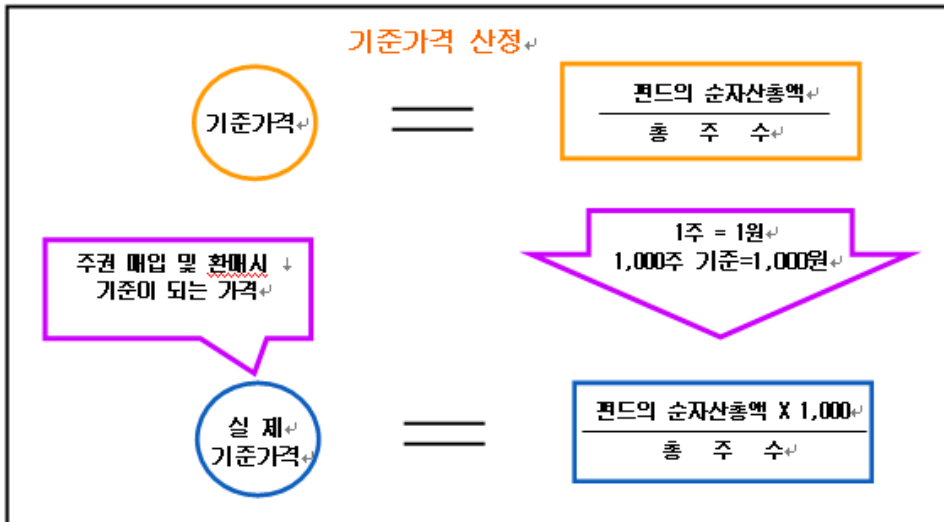 기준가격 산정
기준가격
펀드의 순자산총액
총 주 수
1주 = 1원
1,000주 기준=1,000원
주권 매입 및 환매시
기준이 되는 가격
실 제
기준가격
펀드의 순자산총액 X 1,000
총 주 수